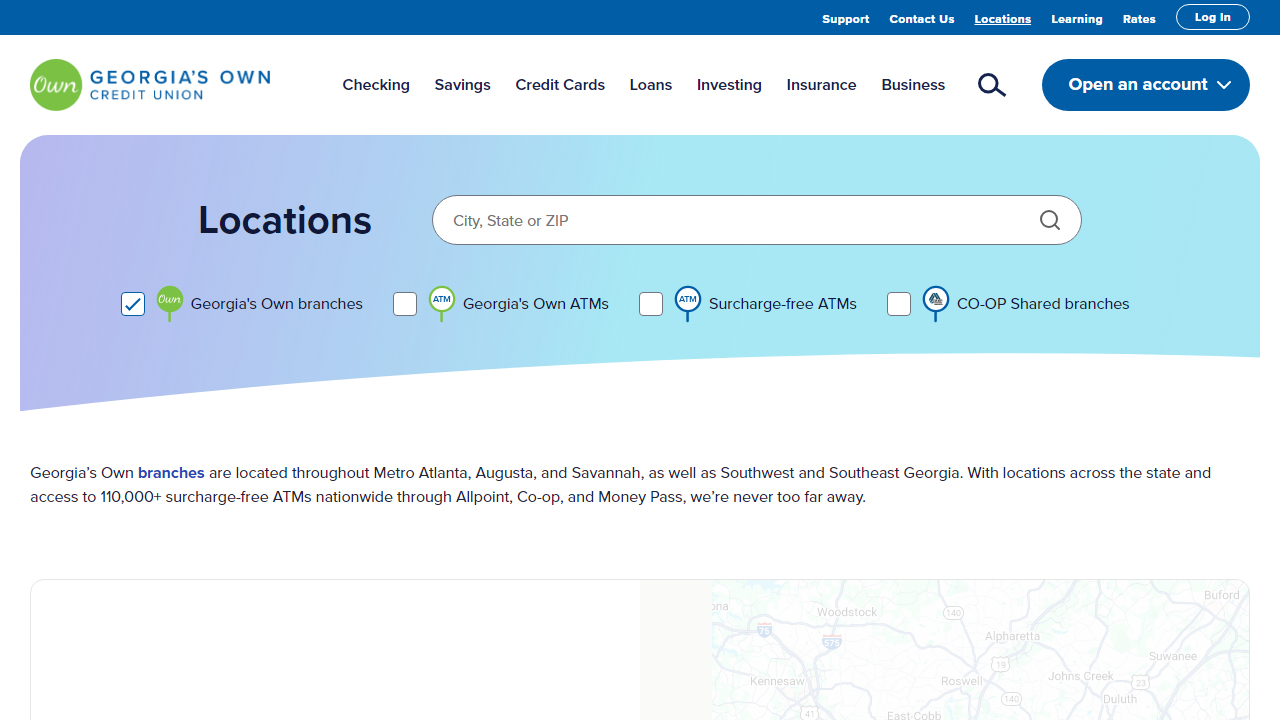 Support Contact Us Locations Learning Rates Log In
Own GEORGIA'S OWN
CREDIT UNION
Checking Savings Credit Cards Loans Investing Insurance Business Open an account
Locations City, State or ZIP
Own Georgia's Own branches ATM Georgia's Own ATMs ATM Surcharge-free ATMs CO-OP Shared branches
Georgia’s Own branches are located throughout Metro Atlanta, Augusta, and Savannah, as well as Southwest and Southeast Georgia. With locations across the state and
access to 110,000+ surcharge-free ATMs nationwide through Allpoint, Co-op, and Money Pass, we’re never too far away.
Buford
ona Woodstock 140
75 575 Alpharetta
Suwanee
19
Kennesaw Roswell Johns Creek 23
140 Duluth
41 East-Cobb